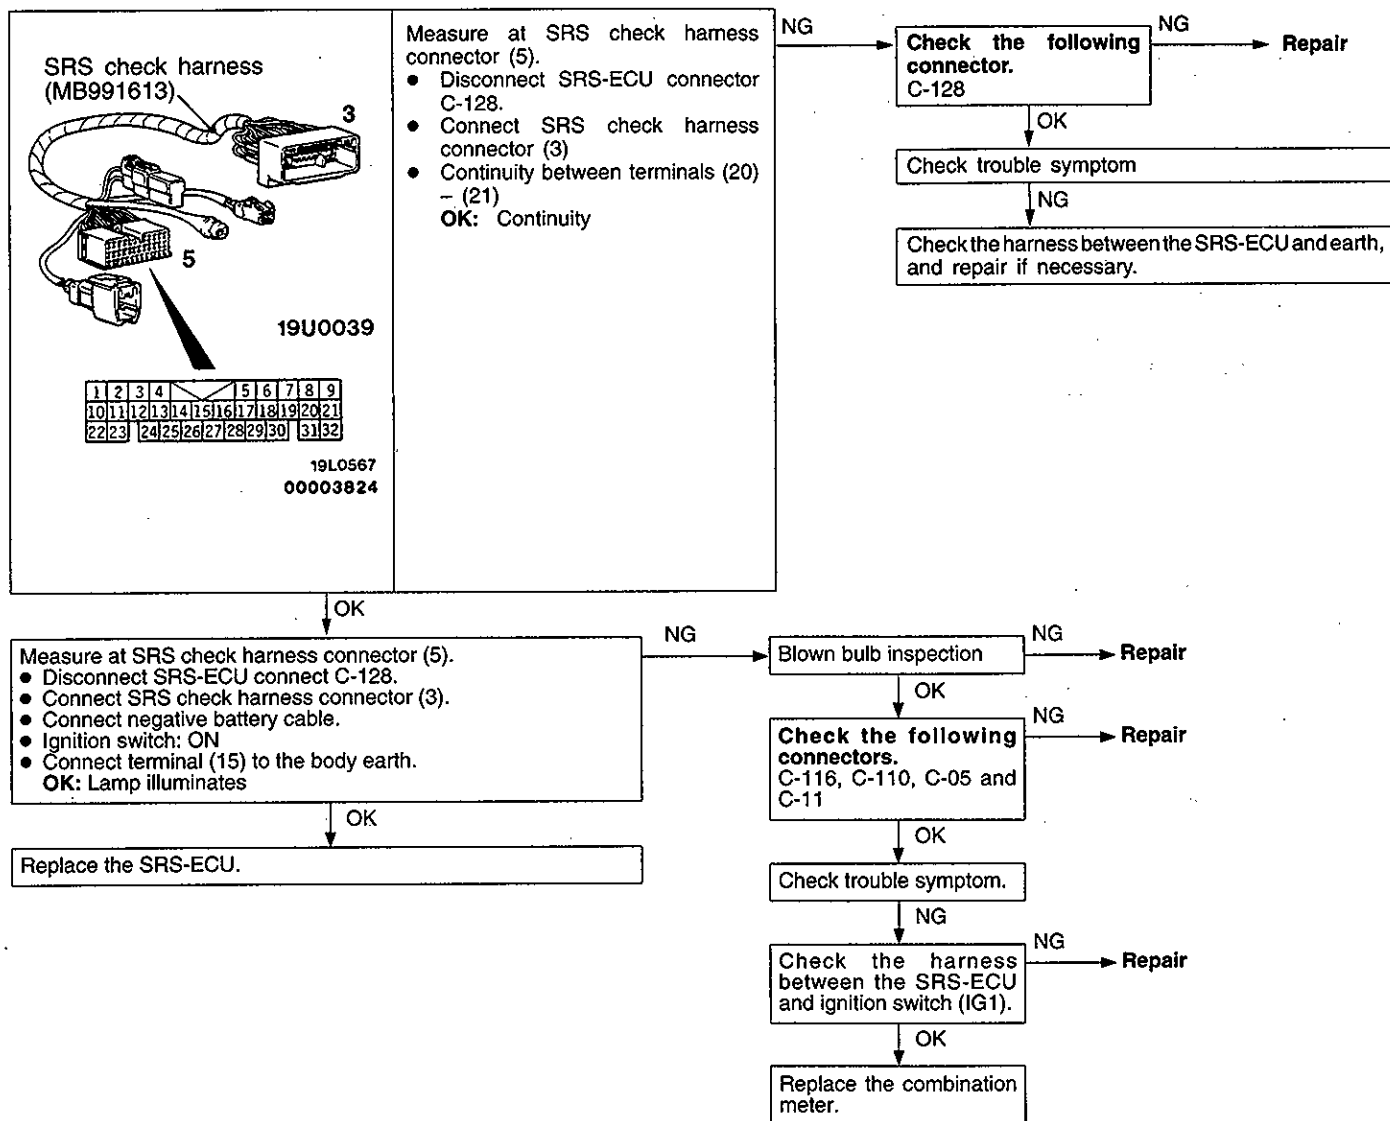 SRS check harness
(MB991613)
3
5
19U0039
1 2 3 4 5 6 7 8 9
10 11 12 13 14 15 16 17 18 19 20 21
22 23 24 25 26 27 28 29 30 31 32
19L0567
00003824
Measure at SRS check harness
connector (5).
● Disconnect SRS-ECU connector
C-128.
● Connect SRS check harness
connector (3)
● Continuity between terminals (20)
– (21)
OK: Continuity
NG
Check the following
connector.
C-128
NG
Repair
OK
Check trouble symptom
NG
Check the harness between the SRS-ECU and earth,
and repair if necessary.
OK
Measure at SRS check harness connector (5).
● Disconnect SRS-ECU connect C-128.
● Connect SRS check harness connector (3).
● Connect negative battery cable.
● Ignition switch: ON
● Connect terminal (15) to the body earth.
OK: Lamp illuminates
OK
Replace the SRS-ECU.
NG
Blown bulb inspection
NG
Repair
OK
Check the following
connectors.
C-116, C-110, C-05 and
C-11
NG
Repair
OK
Check trouble symptom.
NG
Check the harness
between the SRS-ECU
and ignition switch (IG1).
NG
Repair
OK
Replace the combination
meter.